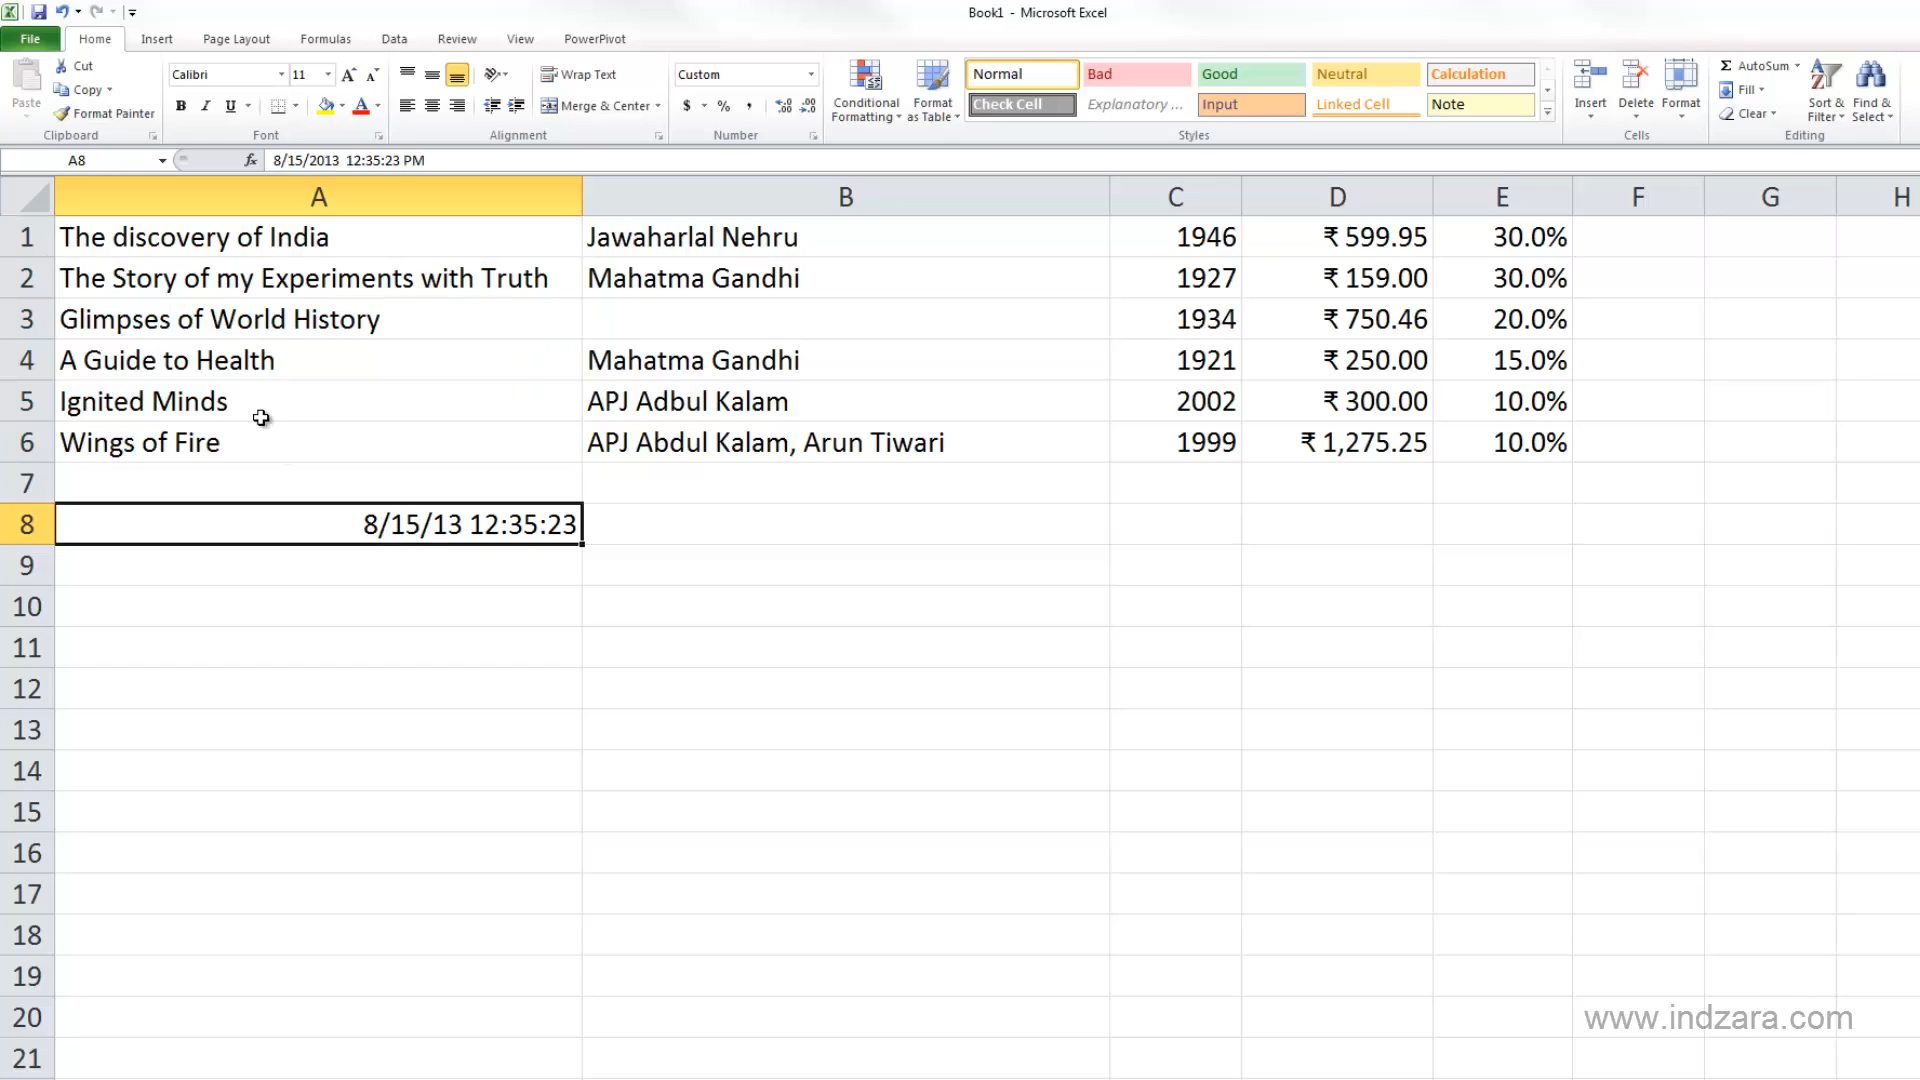 Book1 - Microsoft Excel
File Home Insert Page Layout Formulas Data Review View PowerPivot
Paste
Cut
Copy
Format Painter
Clipboard
Calibri 11
Font
Wrap Text
Merge & Center
Alignment
Custom
Number
Conditional Formatting
Format as Table
Normal Bad Good Neutral Calculation
Check Cell Explanatory ... Input Linked Cell Note
Styles
Insert Delete Format
Cells
AutoSum
Fill
Clear
Sort & Filter
Find & Select
Editing
A8 fx 8/15/2013 12:35:23 PM
A B C D E F G H
1 The discovery of India Jawaharlal Nehru 1946 ₹ 599.95 30.0%
2 The Story of my Experiments with Truth Mahatma Gandhi 1927 ₹ 159.00 30.0%
3 Glimpses of World History 1934 ₹ 750.46 20.0%
4 A Guide to Health Mahatma Gandhi 1921 ₹ 250.00 15.0%
5 Ignited Minds APJ Adbul Kalam 2002 ₹ 300.00 10.0%
6 Wings of Fire APJ Abdul Kalam, Arun Tiwari 1999 ₹ 1,275.25 10.0%
7
8 8/15/13 12:35:23
9
10
11
12
13
14
15
16
17
18
19
20
21
www.indzara.com